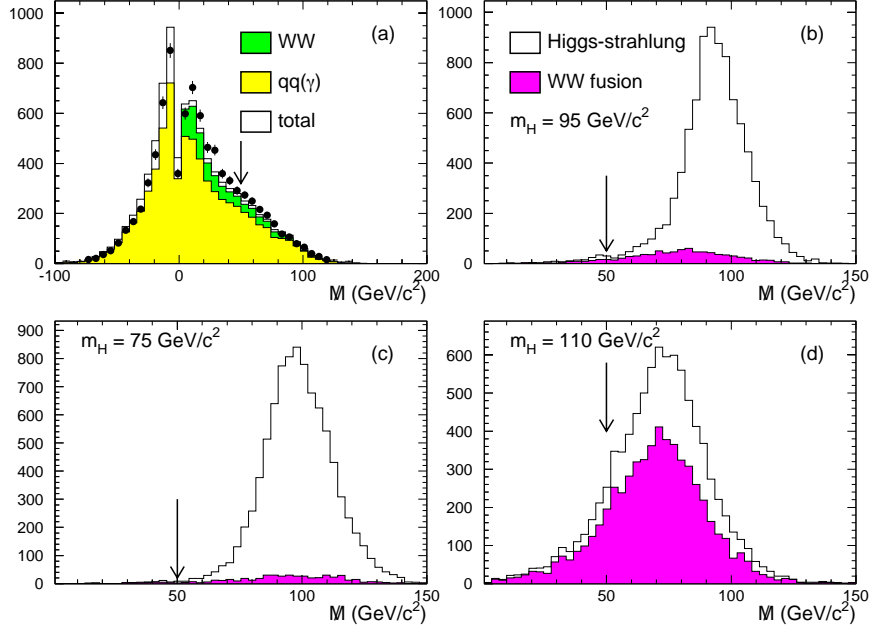 1000
800
600
400
200
0
-100 0 100 200
(a)
WW
qq(γ)
total
M (GeV/c²)
1000
800
600
400
200
0
50 100 150
(b)
Higgs-strahlung
WW fusion
m_H = 95 GeV/c²
M (GeV/c²)
900
800
700
600
500
400
300
200
100
0
50 100 150
m_H = 75 GeV/c²
(c)
M (GeV/c²)
600
500
400
300
200
100
0
50 100 150
m_H = 110 GeV/c²
(d)
M (GeV/c²)